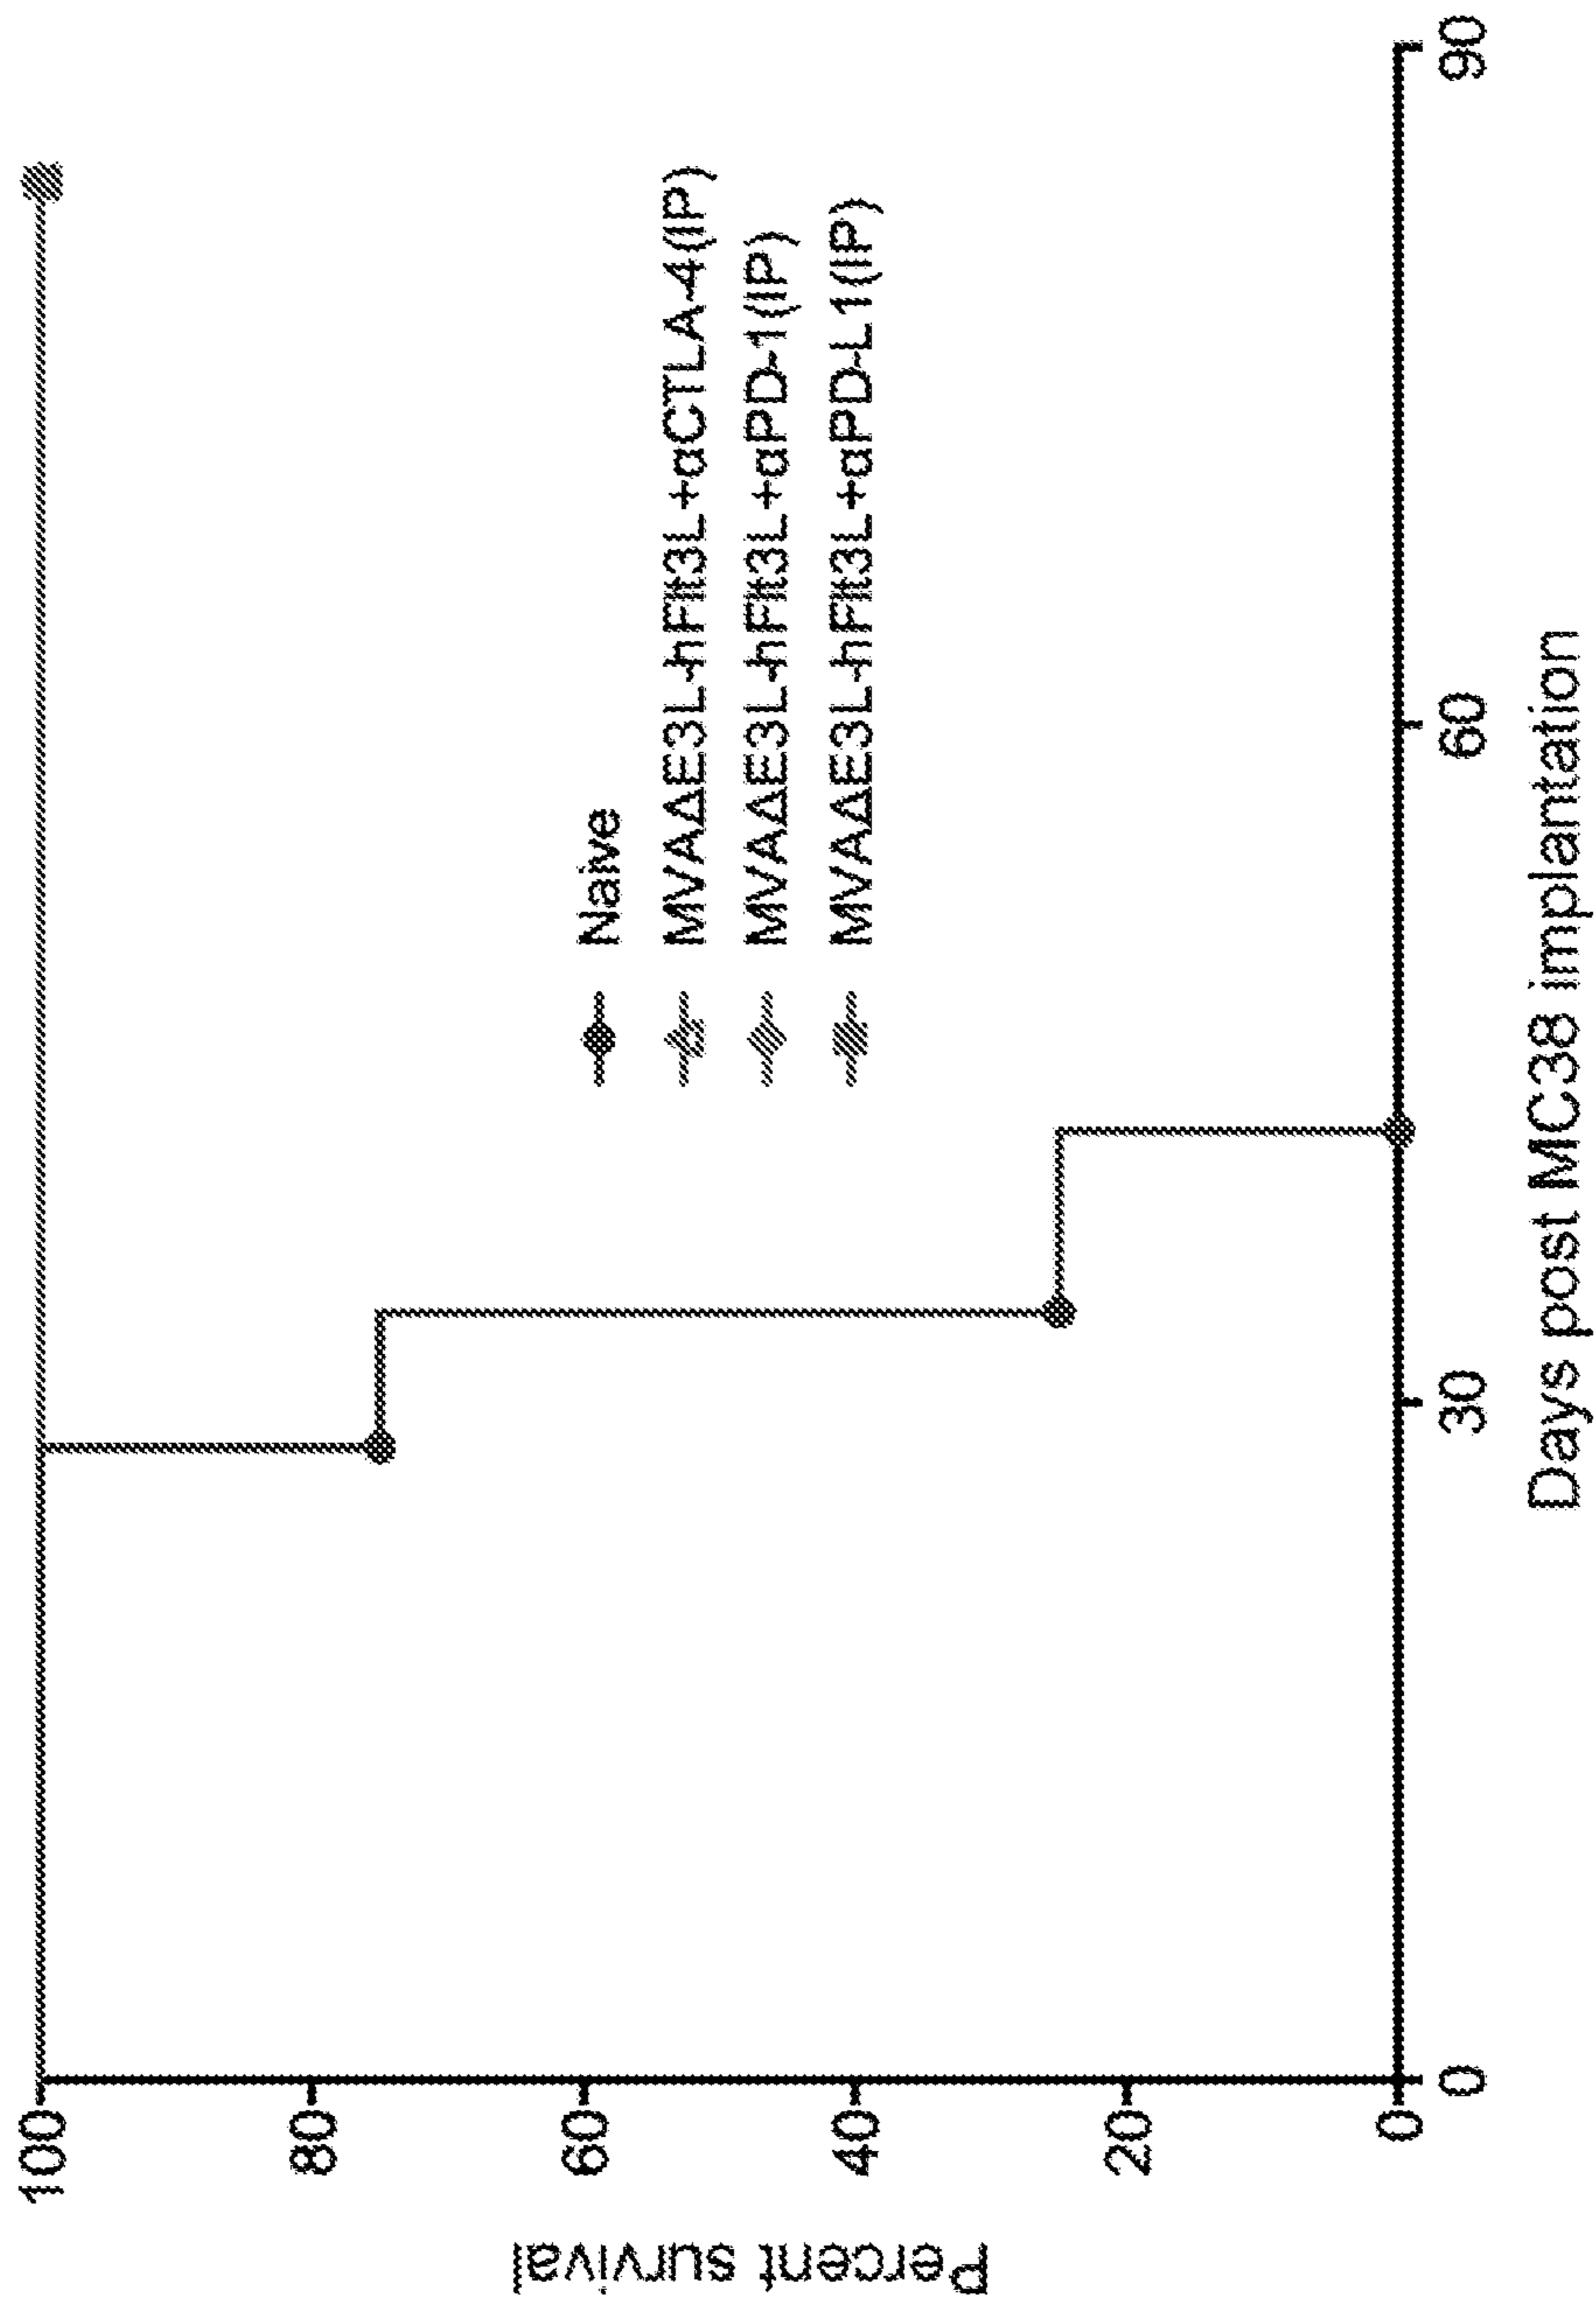 Percent survival
100
80
60
40
20
0
Naive
MVAΔE3L-hFlt3L+αCTLA-4(IP)
MVAΔE3L-hFlt3L+αPD-1(IP)
MVAΔE3L-hFlt3L+αPD-L1(IP)
0
30
60
90
Days post MC38 implantation